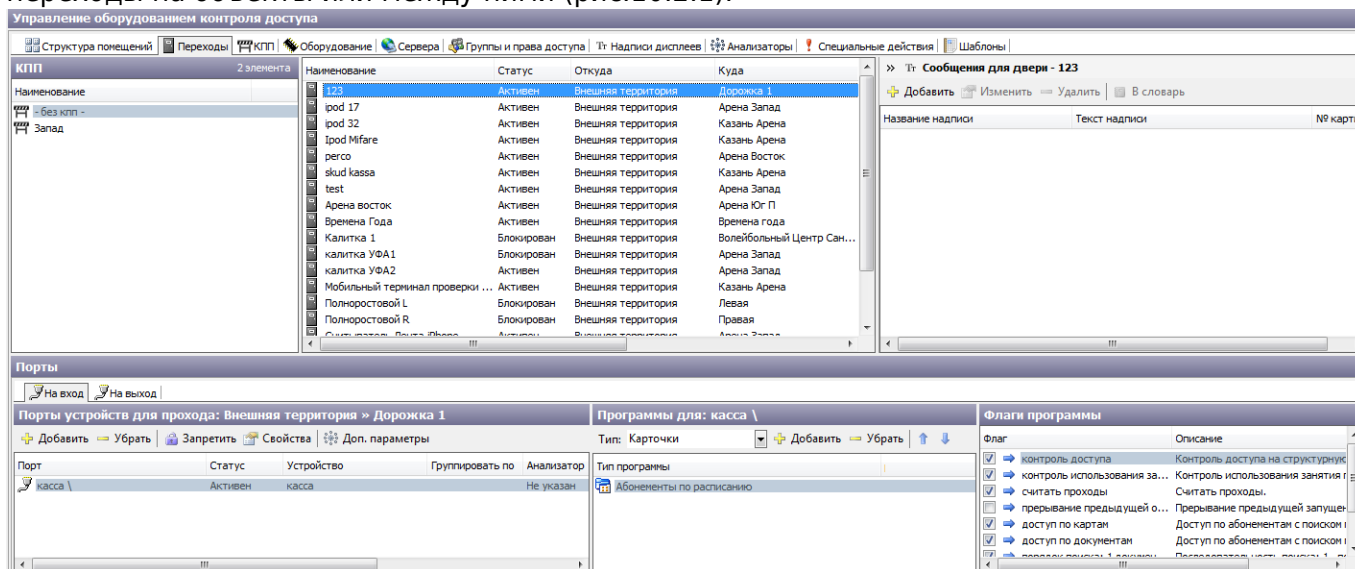 переходы на объекты или между ними (рис.10.2.1).
Управление оборудованием контроля доступа
Структура помещений Переходы КПП Оборудование Сервера Группы и права доступа Надписи дисплеев Анализаторы Специальные действия Шаблоны
КПП 2 элемента
Наименование
- без кпп -
Запад
Наименование Статус Откуда Куда
123 Активен Внешняя территория Дорожка 1
ipod 17 Активен Внешняя территория Арена Запад
ipod 32 Активен Внешняя территория Казань Арена
Ipod Mifare Активен Внешняя территория Казань Арена
perco Активен Внешняя территория Арена Восток
skud kassa Активен Внешняя территория Казань Арена
test Активен Внешняя территория Арена Запад
Арена восток Активен Внешняя территория Арена Юг П
Времена Года Активен Внешняя территория Времена года
Калитка 1 Блокирован Внешняя территория Волейбольный Центр Сан...
калитка УФА1 Блокирован Внешняя территория Арена Запад
калитка УФА2 Активен Внешняя территория Арена Запад
Мобильный терминал проверки ... Активен Внешняя территория Казань Арена
Полноростовой L Блокирован Внешняя территория Левая
Полноростовой R Блокирован Внешняя территория Правая
» Тг Сообщения для двери - 123
Добавить Изменить Удалить В словарь
Название надписи Текст надписи № карт
Порты
На вход На выход
Порты устройств для прохода: Внешняя территория » Дорожка 1
Добавить Убрать Запретить Свойства Доп. параметры
Порт Статус Устройство Группировать по Анализатор
касса \ Активен касса Не указан
Программы для: касса \
Тип: Карточки Добавить Убрать
Тип программы
Абонементы по расписанию
Флаги программы
Флаг Описание
контроль доступа Контроль доступа на структурную
контроль использования за... Контроль использования занятия
считать проходы Считать проходы.
прерывание предыдущей о... Прерывание предыдущей запущен
доступ по картам Доступ по абонементам с поиском
доступ по документам Доступ по абонементам с поиском